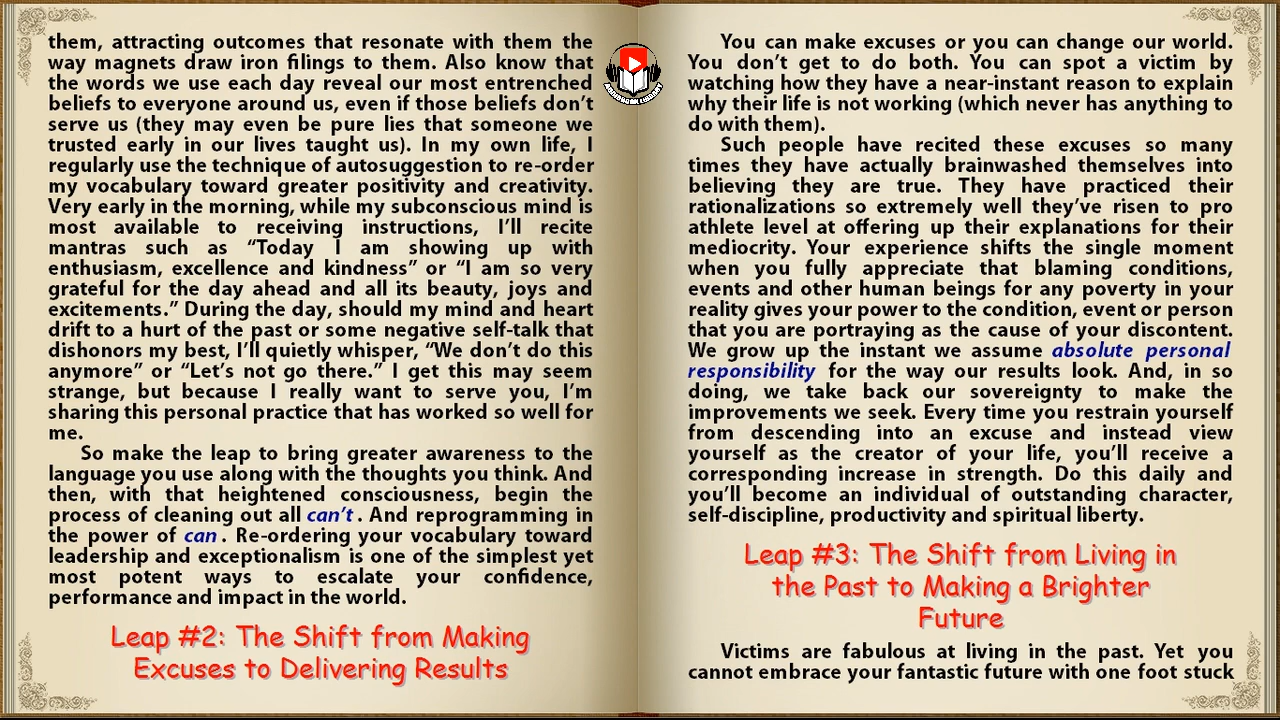 them, attracting outcomes that resonate with them the
way magnets draw iron filings to them. Also know that
the words we use each day reveal our most entrenched
beliefs to everyone around us, even if those beliefs don’t
serve us (they may even be pure lies that someone we
trusted early in our lives taught us). In my own life, I
regularly use the technique of autosuggestion to re-order
my vocabulary toward greater positivity and creativity.
Very early in the morning, while my subconscious mind is
most available to receiving instructions, I’ll recite
mantras such as “Today I am showing up with
enthusiasm, excellence and kindness” or “I am so very
grateful for the day ahead and all its beauty, joys and
excitements.” During the day, should my mind and heart
drift to a hurt of the past or some negative self-talk that
dishonors my best, I’ll quietly whisper, “We don’t do this
anymore” or “Let’s not go there.” I get this may seem
strange, but because I really want to serve you, I’m
sharing this personal practice that has worked so well for
me.
So make the leap to bring greater awareness to the
language you use along with the thoughts you think. And
then, with that heightened consciousness, begin the
process of cleaning out all can’t . And reprogramming in
the power of can . Re-ordering your vocabulary toward
leadership and exceptionalism is one of the simplest yet
most potent ways to escalate your confidence,
performance and impact in the world.
Leap #2: The Shift from Making
Excuses to Delivering Results
You can make excuses or you can change our world.
You don’t get to do both. You can spot a victim by
watching how they have a near-instant reason to explain
why their life is not working (which never has anything to
do with them).
Such people have recited these excuses so many
times they have actually brainwashed themselves into
believing they are true. They have practiced their
rationalizations so extremely well they’ve risen to pro
athlete level at offering up their explanations for their
mediocrity. Your experience shifts the single moment
when you fully appreciate that blaming conditions,
events and other human beings for any poverty in your
reality gives your power to the condition, event or person
that you are portraying as the cause of your discontent.
We grow up the instant we assume absolute personal
responsibility for the way our results look. And, in so
doing, we take back our sovereignty to make the
improvements we seek. Every time you restrain yourself
from descending into an excuse and instead view
yourself as the creator of your life, you’ll receive a
corresponding increase in strength. Do this daily and
you’ll become an individual of outstanding character,
self-discipline, productivity and spiritual liberty.
Leap #3: The Shift from Living in
the Past to Making a Brighter
Future
Victims are fabulous at living in the past. Yet you
cannot embrace your fantastic future with one foot stuck